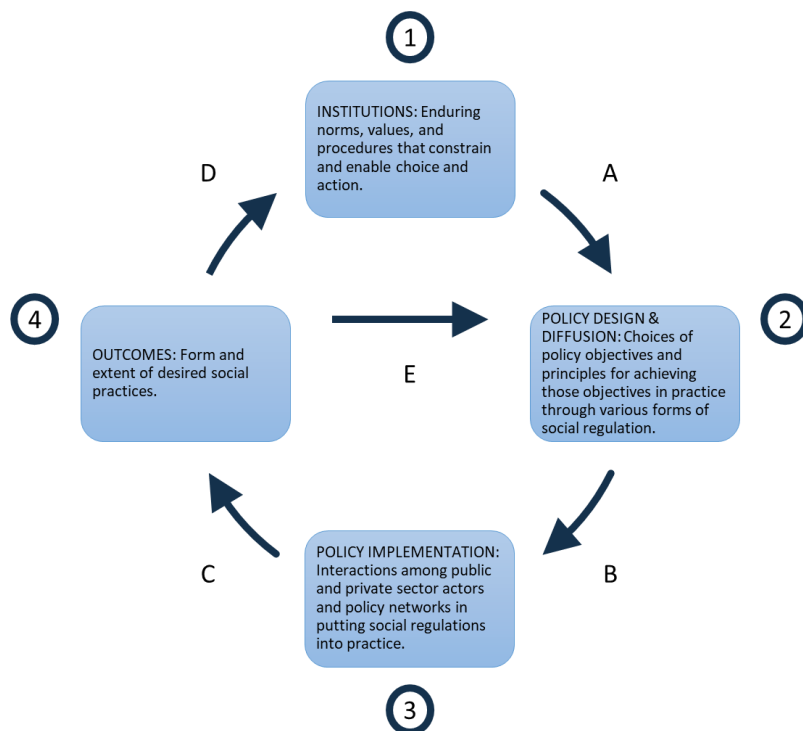 1
INSTITUTIONS: Enduring
norms, values, and
procedures that constrain
and enable choice and
action.
D
A
4
OUTCOMES: Form and
extent of desired social
practices.
E
POLICY DESIGN &
DIFFUSION: Choices of
policy objectives and
principles for achieving
those objectives in practice
through various forms of
social regulation.
2
C
POLICY IMPLEMENTATION:
Interactions among public
and private sector actors
and policy networks in
putting social regulations
into practice.
B
3